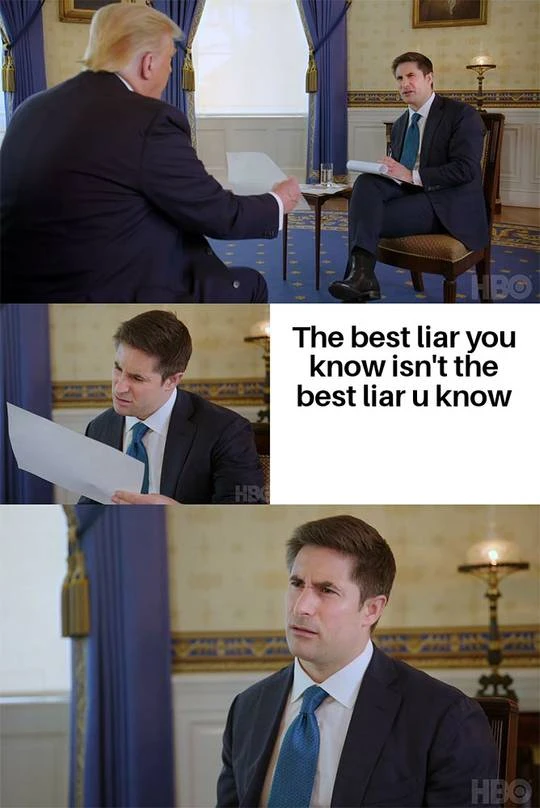 HBO
The best liar you
know isn't the
best liar u know
HBO
HBO